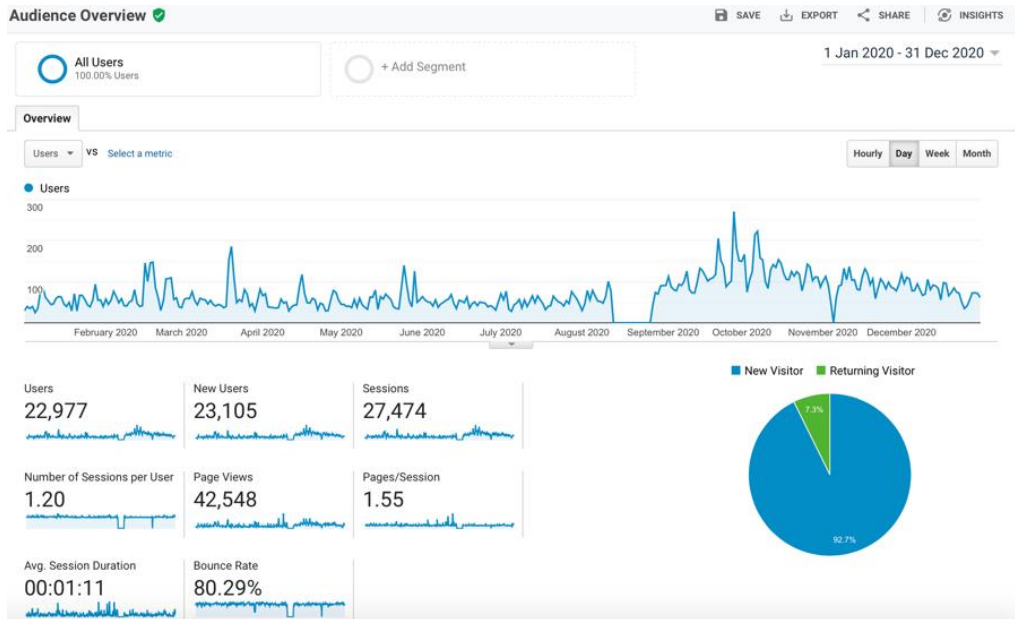 Audience Overview
SAVE EXPORT SHARE INSIGHTS
All Users
100.00% Users
+ Add Segment
1 Jan 2020 - 31 Dec 2020
Overview
Users VS Select a metric
Hourly Day Week Month
Users
300
200
100
February 2020 March 2020 April 2020 May 2020 June 2020 July 2020 August 2020 September 2020 October 2020 November 2020 December 2020
New Visitor Returning Visitor
7.3%
92.7%
Users
22,977
New Users
23,105
Sessions
27,474
Number of Sessions per User
1.20
Page Views
42,548
Pages/Session
1.55
Avg. Session Duration
00:01:11
Bounce Rate
80.29%